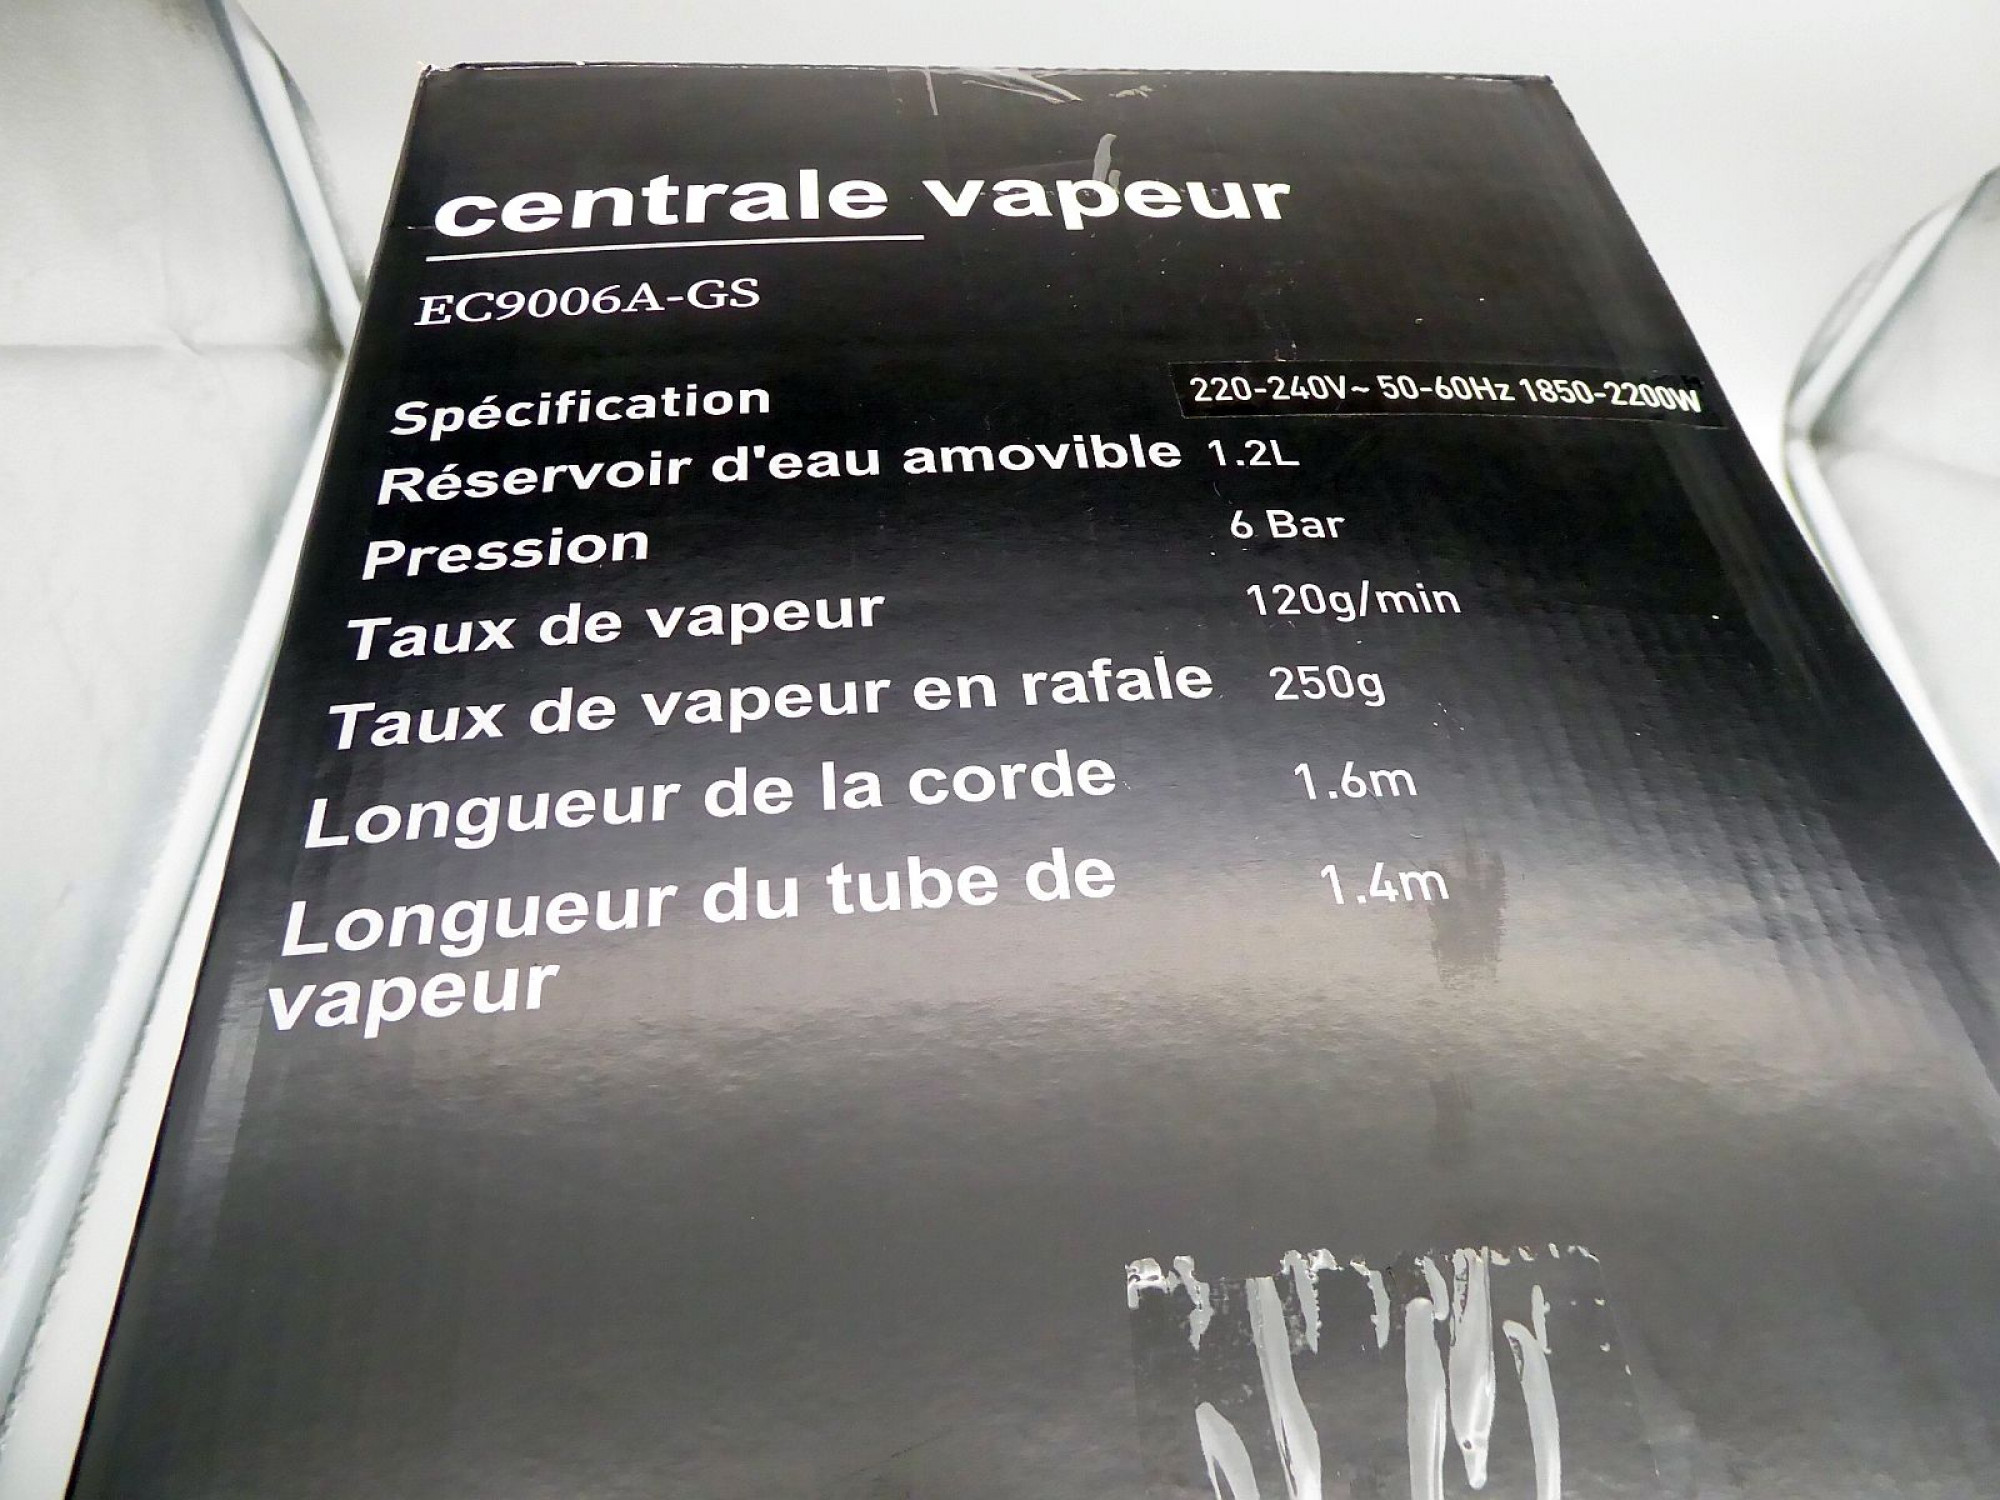 centrale vapeur
EC9006A-GS
Spécification 220-240V~ 50-60Hz 1850-2200W
Réservoir d'eau amovible 1.2L
Pression 6 Bar
Taux de vapeur 120g/min
Taux de vapeur en rafale 250g
Longueur de la corde 1.6m
Longueur du tube de 1.4m
vapeur